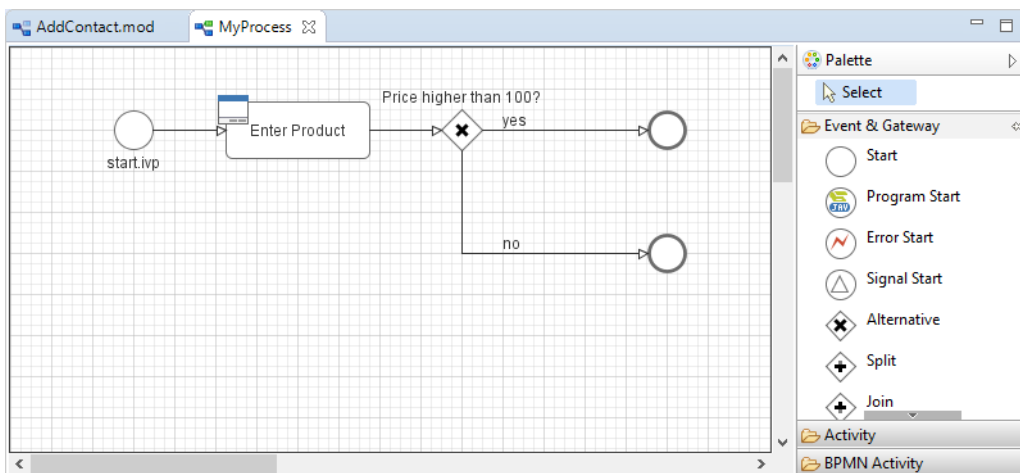 AddContact.mod
MyProcess
Palette
Select
Event & Gateway
Start
Program Start
Error Start
Signal Start
Alternative
Split
Join
Activity
BPMN Activity
Price higher than 100?
yes
Enter Product
start.ivp
no